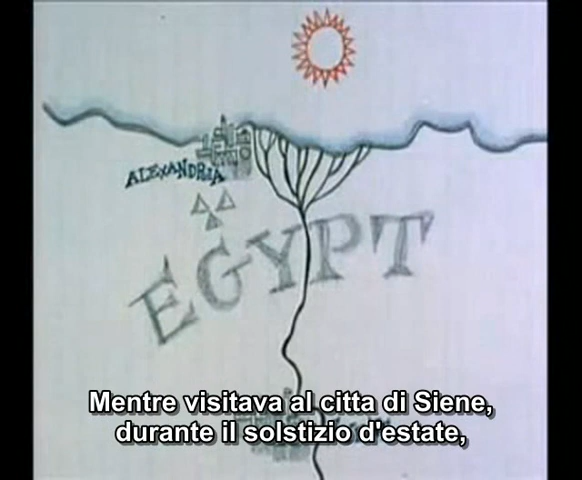 ALEXANDRIA
EGYPT
Mentre visitava al citta di Siene,
durante il solstizio d'estate,